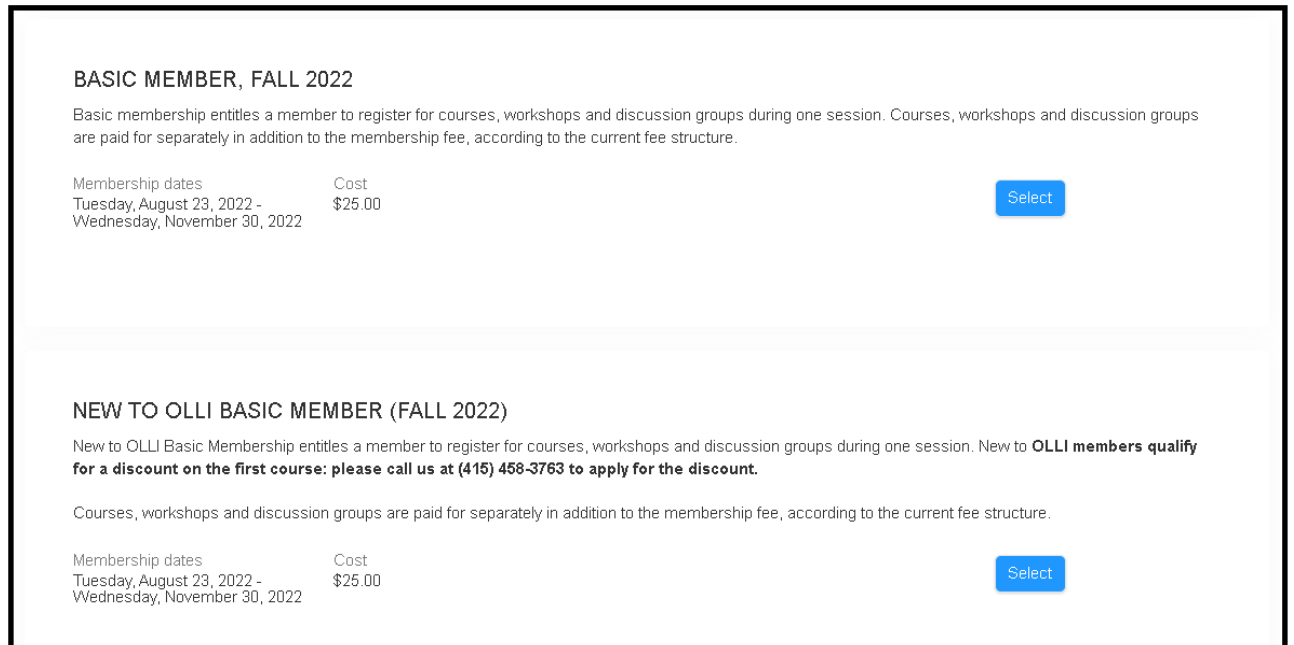 BASIC MEMBER, FALL 2022
Basic membership entitles a member to register for courses, workshops and discussion groups during one session. Courses, workshops and discussion groups
are paid for separately in addition to the membership fee, according to the current fee structure.
Membership dates
Tuesday, August 23, 2022 -
Wednesday, November 30, 2022
Cost
$25.00
Select
NEW TO OLLI BASIC MEMBER (FALL 2022)
New to OLLI Basic Membership entitles a member to register for courses, workshops and discussion groups during one session. New to OLLI members qualify
for a discount on the first course: please call us at (415) 458-3763 to apply for the discount.
Courses, workshops and discussion groups are paid for separately in addition to the membership fee, according to the current fee structure.
Membership dates
Tuesday, August 23, 2022 -
Wednesday, November 30, 2022
Cost
$25.00
Select